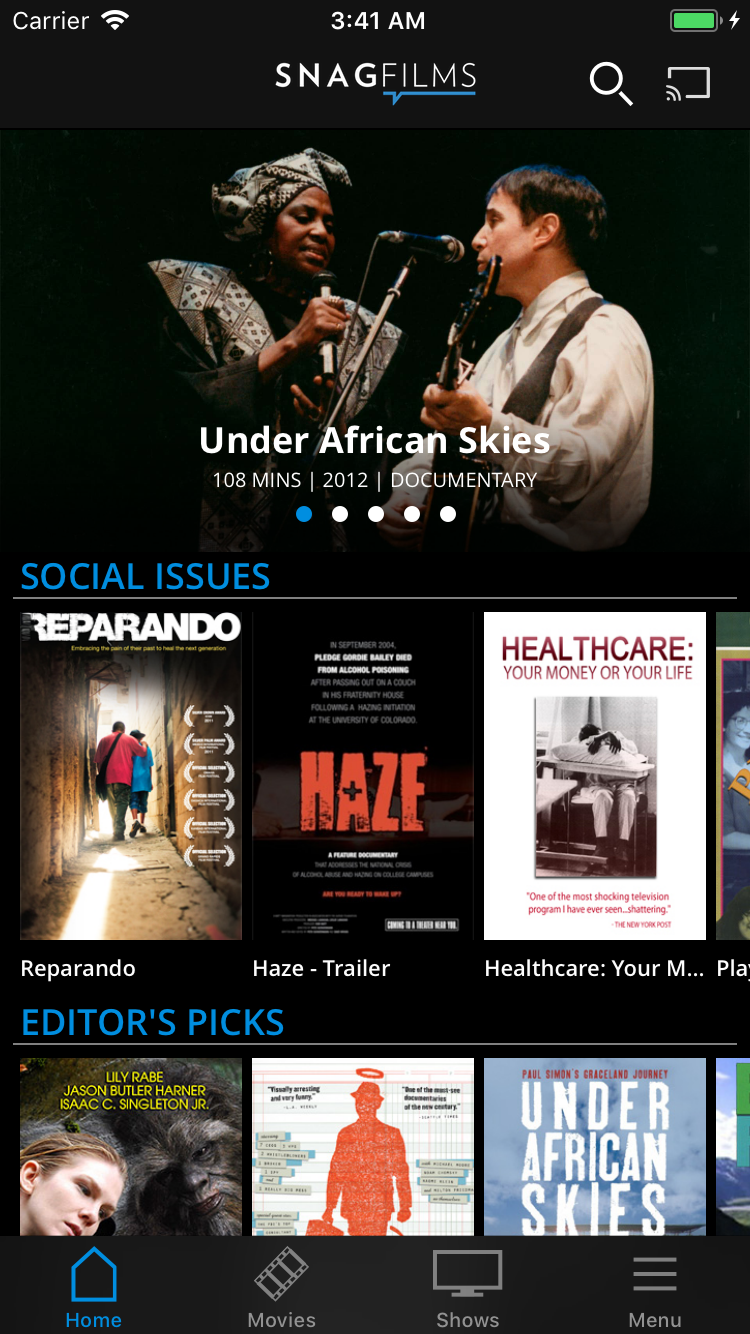 Carrier
3:41 AM
SNAGFILMS
Under African Skies
108 MINS | 2012 | DOCUMENTARY
SOCIAL ISSUES
REPARANDO
Embracing the pain of their past to heal the next generation
IN SEPTEMBER 2004,
PLEDGE GORDIE BAILEY DIED
FROM ALCOHOL POISONING
AFTER PASSING OUT ON A COUCH
IN HIS FRATERNITY HOUSE
FOLLOWING A HAZING INITIATION
AT THE UNIVERSITY OF COLORADO.
HAZE
A FEATURE DOCUMENTARY
THAT ADDRESSES THE NATIONAL CRISIS
OF ALCOHOL ABUSE AND HAZING ON COLLEGE CAMPUSES
ARE YOU READY TO WAKE UP?
COMING TO A THEATER NEAR YOU.
HEALTHCARE:
YOUR MONEY OR YOUR LIFE
"One of the most shocking television
program I have ever seen...shattering."
- THE NEW YORK POST
Reparando
Haze - Trailer
Healthcare: Your M...
Play
EDITOR'S PICKS
LILY RABE
JASON BUTLER HARNER
ISAAC C. SINGLETON JR.
"Visually arresting
and very funny."
L.A. WEEKLY
"One of the must-see
documentaries
of the new century."
SEATTLE TIMES
PAUL SIMON'S GRACELAND JOURNEY
UNDER
AFRICAN
SKIES
Home
Movies
Shows
Menu